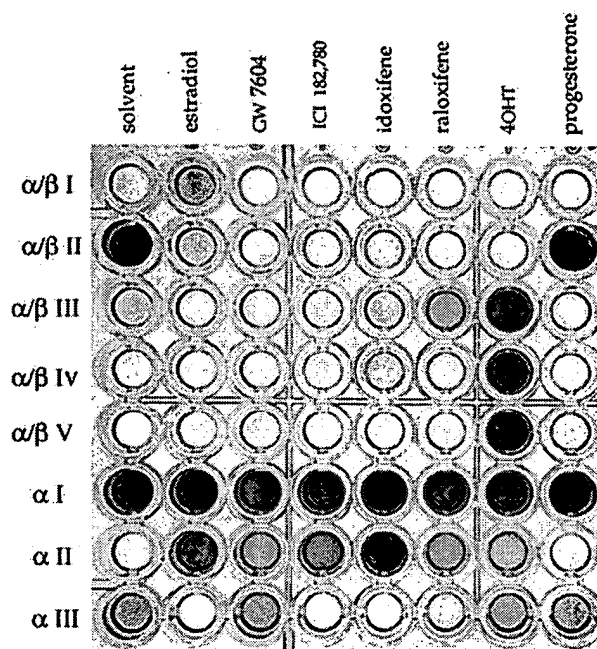 solvent
estradiol
GW 7604
ICI 182,780
idoxifene
raloxifene
4OHT
progesterone
α/β I
α/β II
α/β III
α/β Iv
α/β V
α I
α II
α III